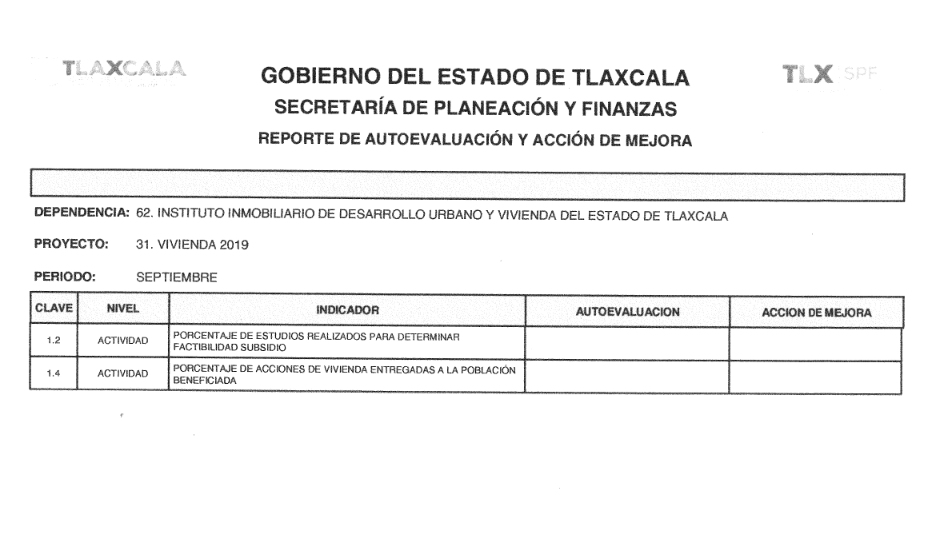 TLAXCALA
TLX SPF
GOBIERNO DEL ESTADO DE TLAXCALA
SECRETARÍA DE PLANEACIÓN Y FINANZAS
REPORTE DE AUTOEVALUACIÓN Y ACCIÓN DE MEJORA
DEPENDENCIA: 62. INSTITUTO INMOBILIARIO DE DESARROLLO URBANO Y VIVIENDA DEL ESTADO DE TLAXCALA
PROYECTO: 31. VIVIENDA 2019
PERIODO: SEPTIEMBRE
CLAVE NIVEL INDICADOR AUTOEVALUACION ACCION DE MEJORA
1.2 ACTIVIDAD PORCENTAJE DE ESTUDIOS REALIZADOS PARA DETERMINAR
FACTIBILIDAD SUBSIDIO
1.4 ACTIVIDAD PORCENTAJE DE ACCIONES DE VIVIENDA ENTREGADAS A LA POBLACIÓN
BENEFICIADA